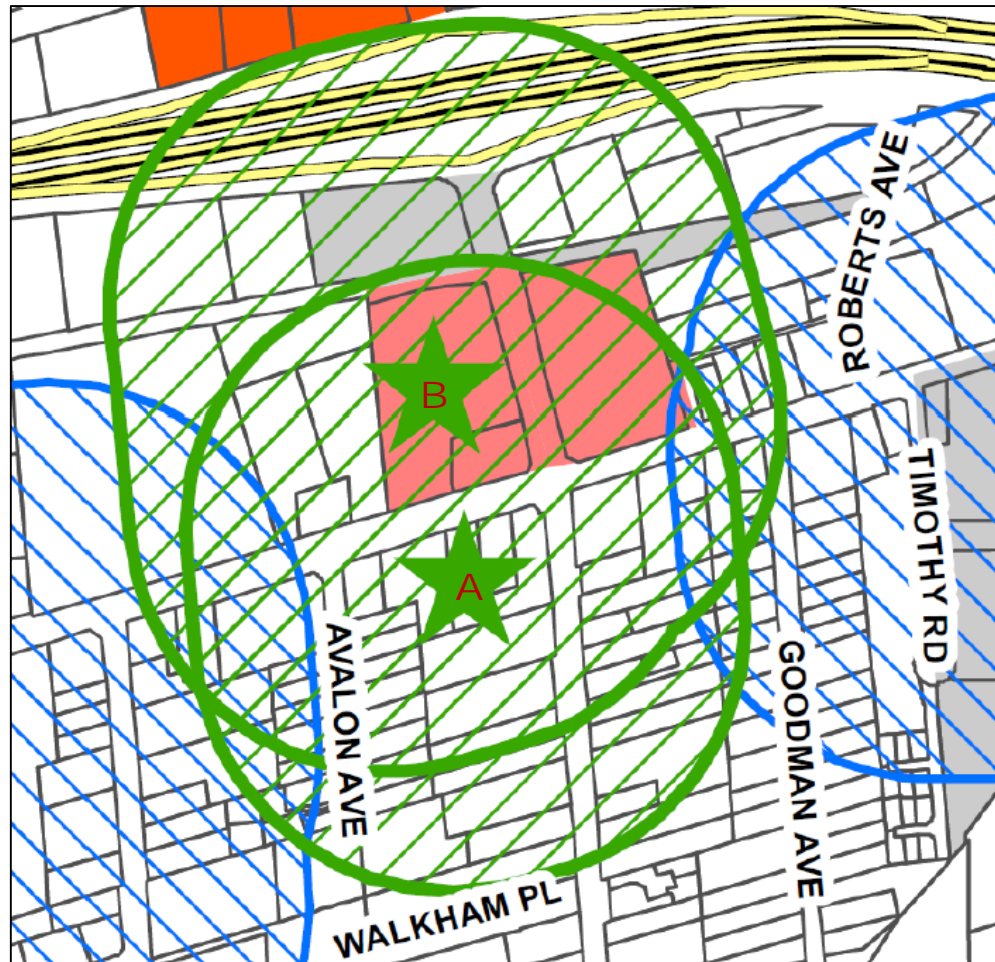 ROBERTS AVE
B
TIMOTHY RD
A
AVALON AVE
GOODMAN AVE
WALKHAM PL